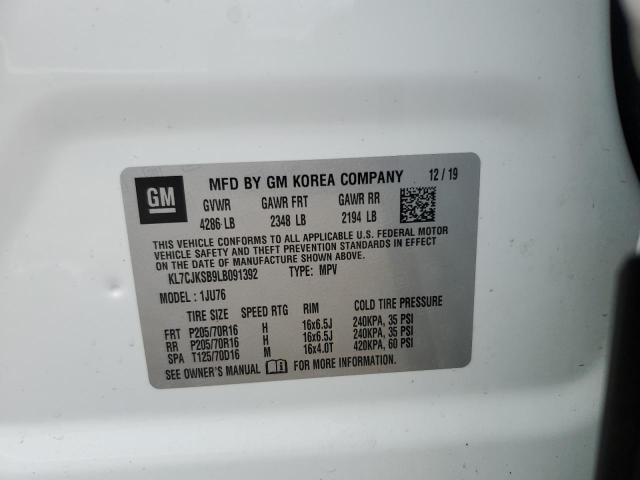 GM MFD BY GM KOREA COMPANY 12 / 19
GVWR GAWR FRT GAWR RR
4286 LB 2348 LB 2194 LB
THIS VEHICLE CONFORMS TO ALL APPLICABLE U.S. FEDERAL MOTOR
VEHICLE SAFETY AND THEFT PREVENTION STANDARDS IN EFFECT
ON THE DATE OF MANUFACTURE SHOWN ABOVE.
KL7CJKSB9LB091392 TYPE: MPV
MODEL : 1JU76
TIRE SIZE SPEED RTG RIM COLD TIRE PRESSURE
FRT P205/70R16 H 16x6.5J 240KPA, 35 PSI
RR P205/70R16 H 16x6.5J 240KPA, 35 PSI
SPA T125/70D16 M 16x4.0T 420KPA, 60 PSI
SEE OWNER'S MANUAL FOR MORE INFORMATION.